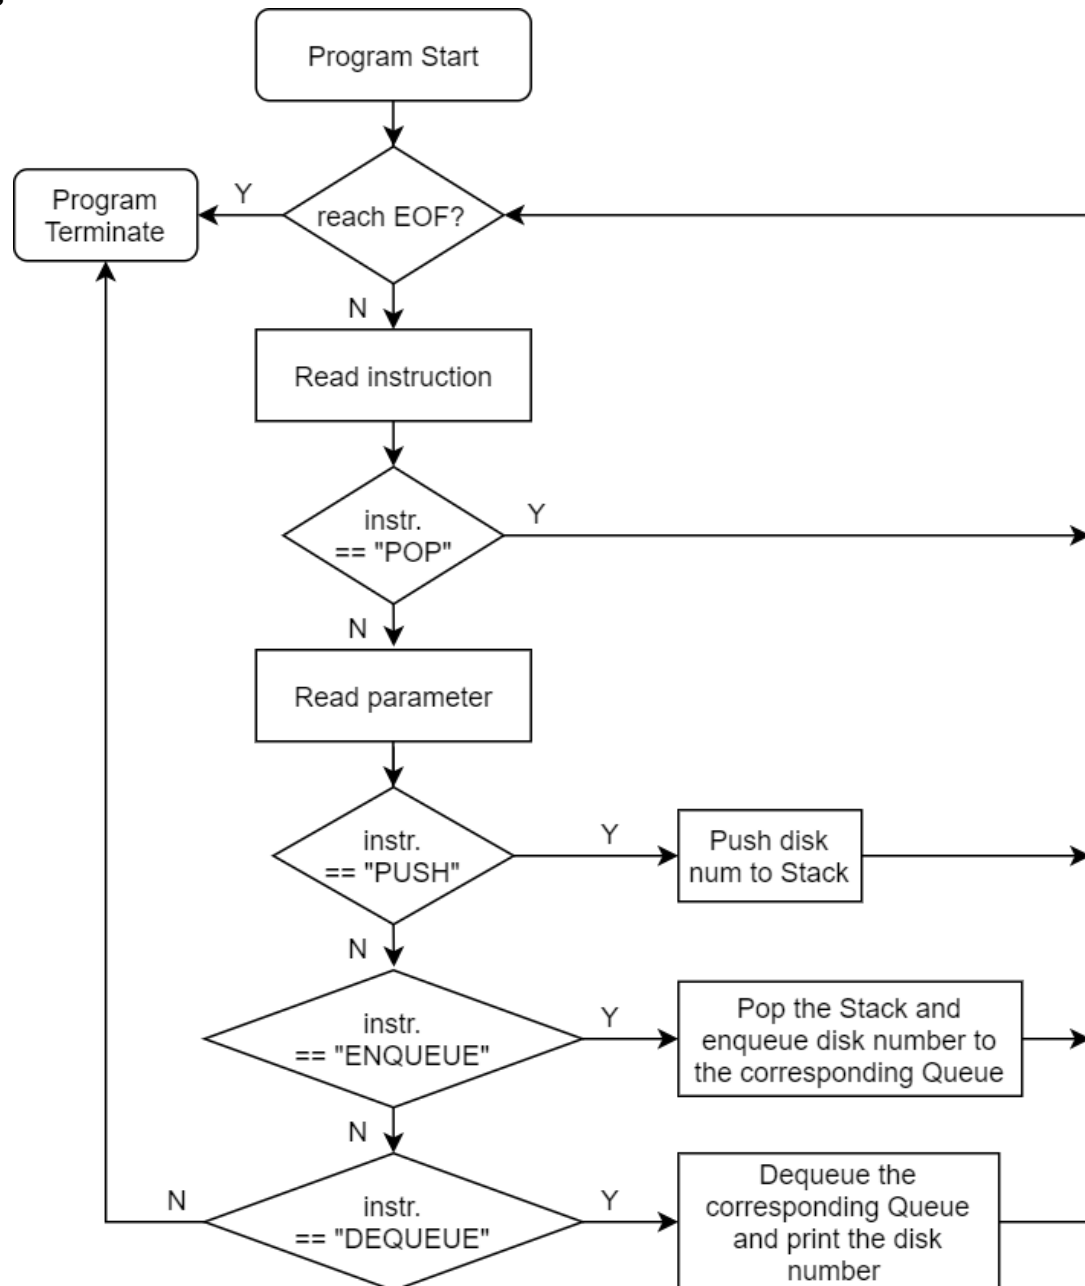 Program Start
Y
Program
Terminate
reach EOF?
N
Read instruction
instr.
== "POP"
Y
N
Read parameter
instr.
== "PUSH"
Y
Push disk
num to Stack
N
instr.
== "ENQUEUE"
Y
Pop the Stack and
enqueue disk number to
the corresponding Queue
N
N
instr.
== "DEQUEUE"
Y
Dequeue the
corresponding Queue
and print the disk
number